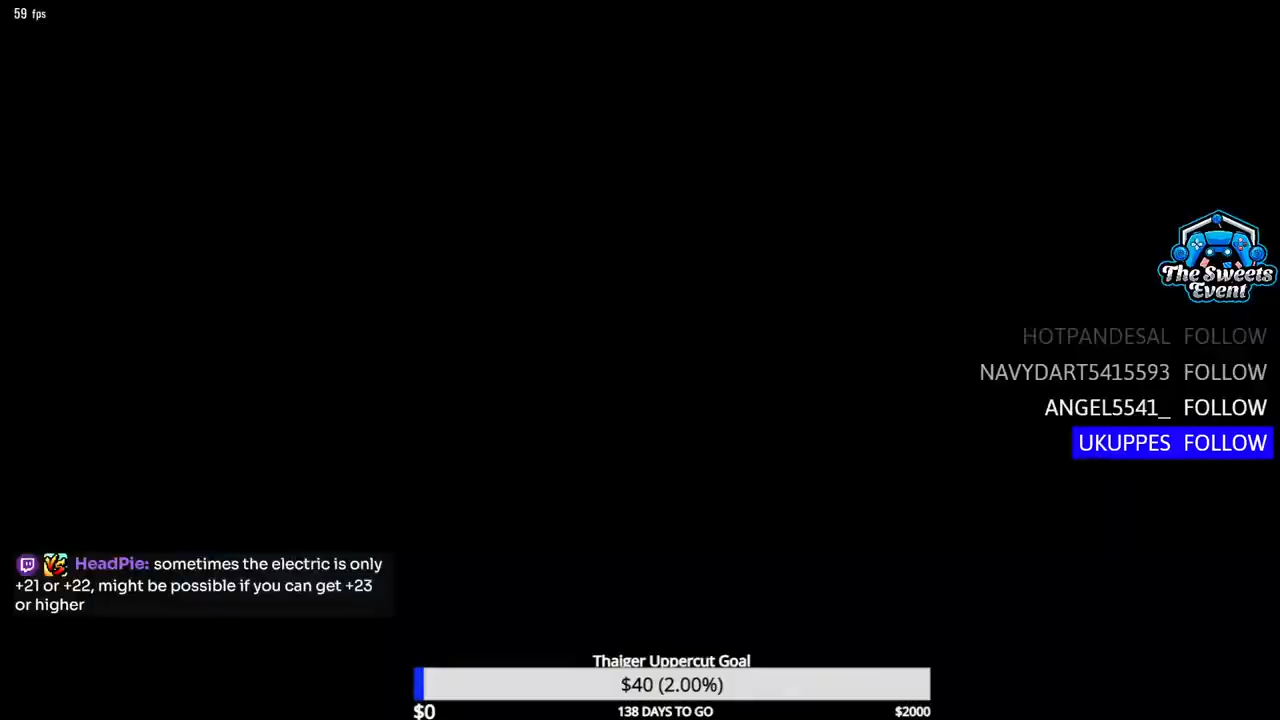 59 fps
The Sweets
Event
HOTPANDESAL FOLLOW
NAVYDART5415593 FOLLOW
ANGEL5541_ FOLLOW
UKUPPES FOLLOW
HeadPie: sometimes the electric is only
+21 or +22, might be possible if you can get +23
or higher
Thaiger Uppercut Goal
$40 (2.00%)
$0 138 DAYS TO GO $2000